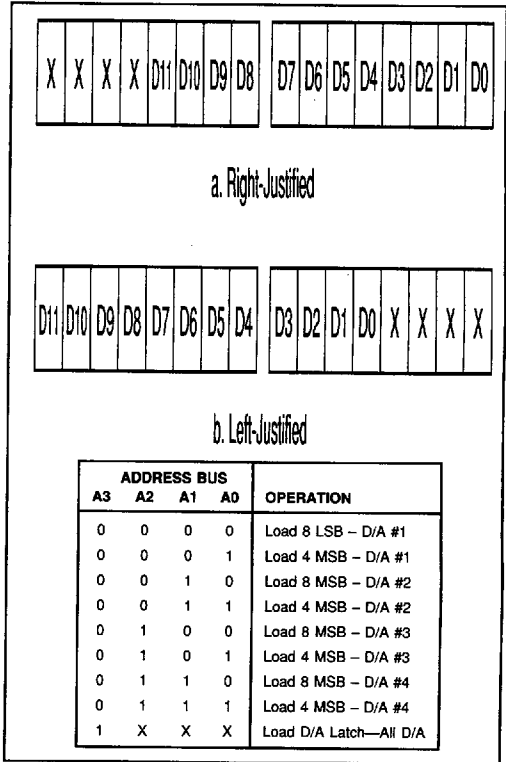 X X X X D11 D10 D9 D8 D7 D6 D5 D4 D3 D2 D1 D0
a. Right-Justified
D11 D10 D9 D8 D7 D6 D5 D4 D3 D2 D1 D0 X X X X
b. Left-Justified
ADDRESS BUS
A3 A2 A1 A0 OPERATION
0 0 0 0 Load 8 LSB – D/A #1
0 0 0 1 Load 4 MSB – D/A #1
0 0 1 0 Load 8 MSB – D/A #2
0 0 1 1 Load 4 MSB – D/A #2
0 1 0 0 Load 8 MSB – D/A #3
0 1 0 1 Load 4 MSB – D/A #3
0 1 1 0 Load 8 MSB – D/A #4
0 1 1 1 Load 4 MSB – D/A #4
1 X X X Load D/A Latch—All D/A